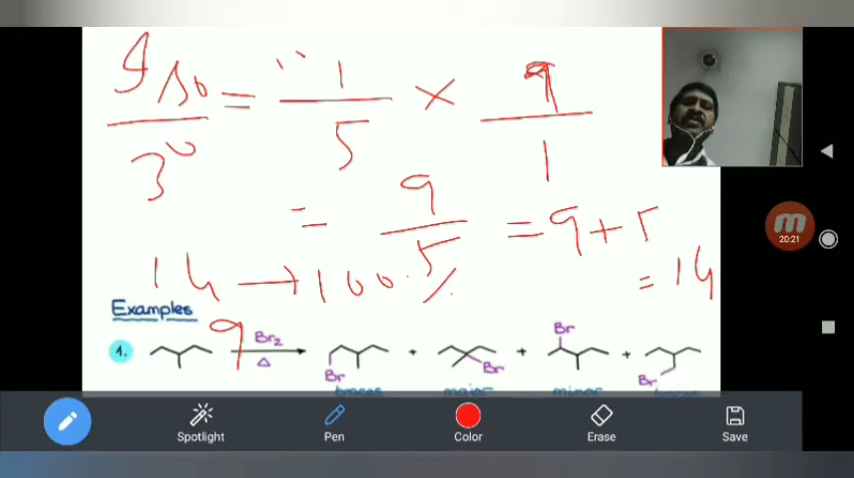 Iso/3° = 1/5 × 9/1
= 9/5 = 9 + 5
14 → 100% = 14
Examples
9
Br2
Δ
1.
+ + +
Br
Br
Br
Br
traces major minor traces
20:21
Spotlight Pen Color Erase Save